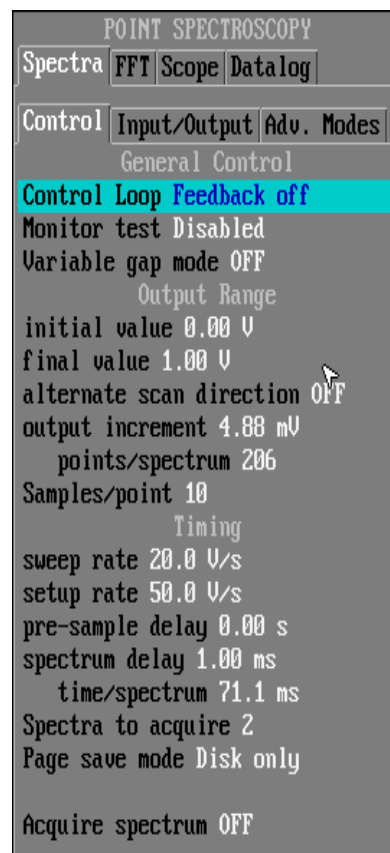 POINT SPECTROSCOPY
Spectra FFT Scope Datalog
Control Input/Output Adv. Modes
General Control
Control Loop Feedback off
Monitor test Disabled
Variable gap mode OFF
Output Range
initial value 0.00 V
final value 1.00 V
alternate scan direction OFF
output increment 4.88 mV
points/spectrum 206
Samples/point 10
Timing
sweep rate 20.0 V/s
setup rate 50.0 V/s
pre-sample delay 0.00 s
spectrum delay 1.00 ms
time/spectrum 71.1 ms
Spectra to acquire 2
Page save mode Disk only
Acquire spectrum OFF